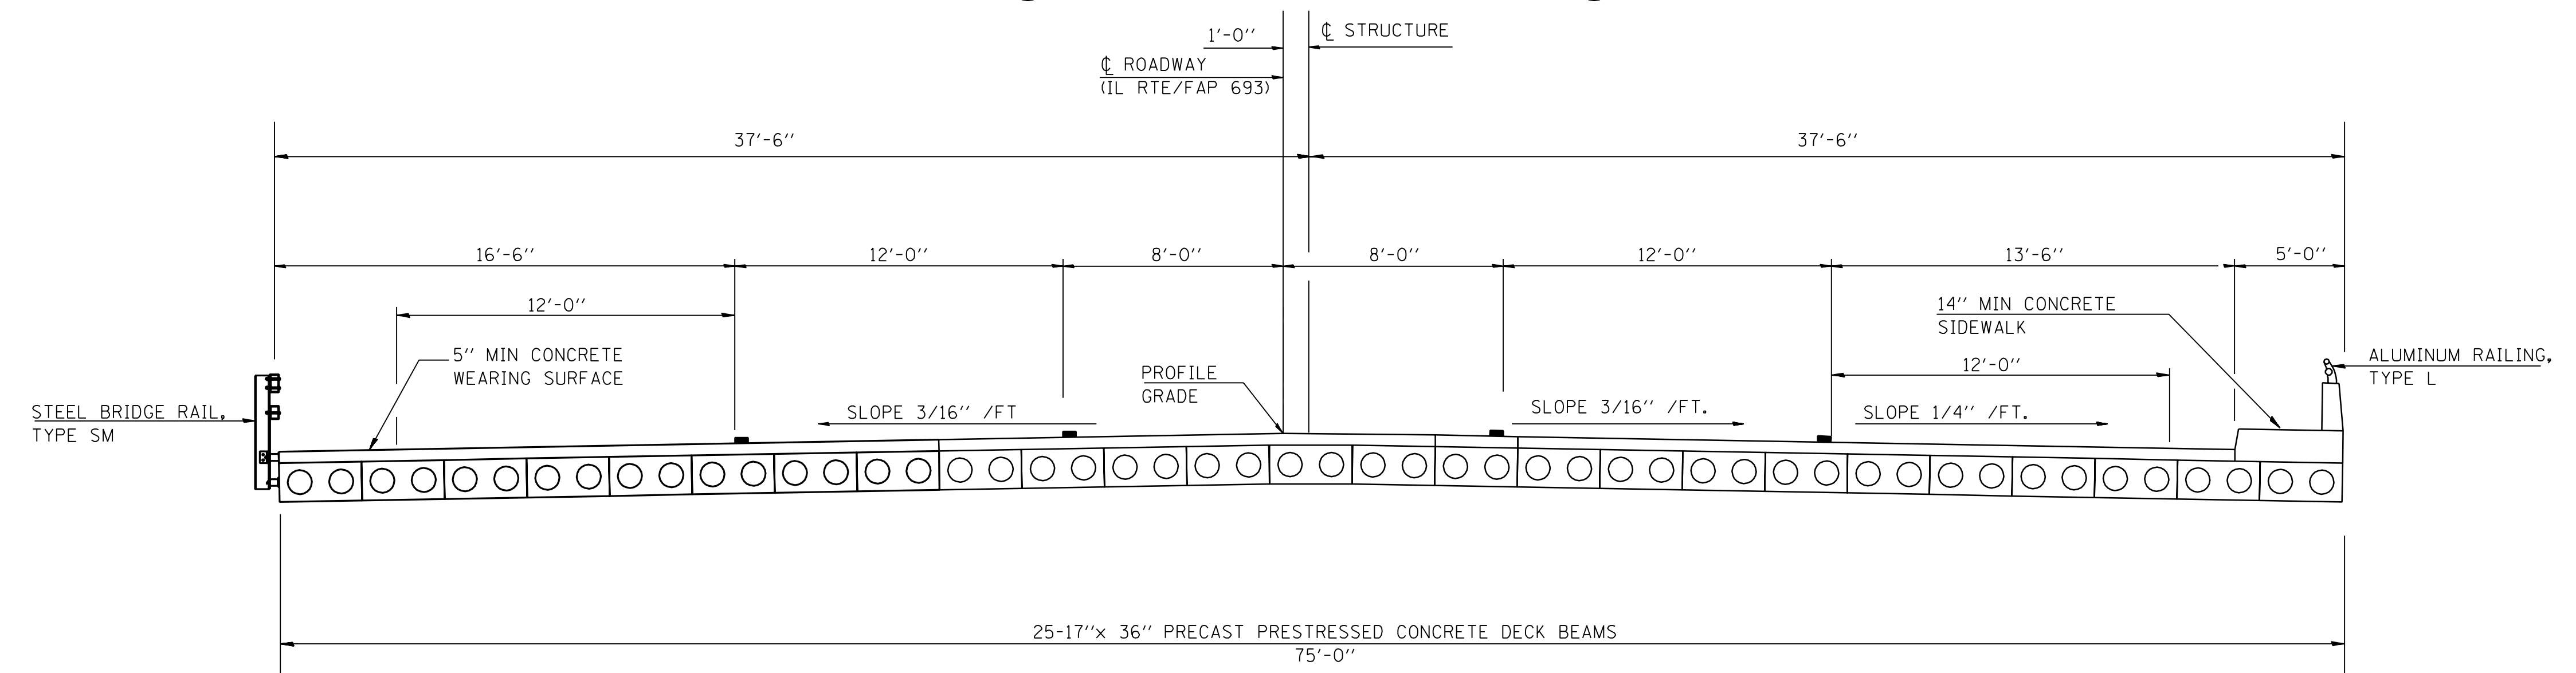 1'-0''
℄ STRUCTURE
℄ ROADWAY
(IL RTE/FAP 693)
37'-6''
37'-6''
16'-6''
12'-0''
8'-0''
8'-0''
12'-0''
13'-6''
5'-0''
12'-0''
14'' MIN CONCRETE
SIDEWALK
5'' MIN CONCRETE
WEARING SURFACE
12'-0''
ALUMINUM RAILING,
TYPE L
PROFILE
GRADE
STEEL BRIDGE RAIL,
TYPE SM
SLOPE 3/16'' /FT
SLOPE 3/16'' /FT.
SLOPE 1/4'' /FT.
25-17''x 36'' PRECAST PRESTRESSED CONCRETE DECK BEAMS
75'-0''